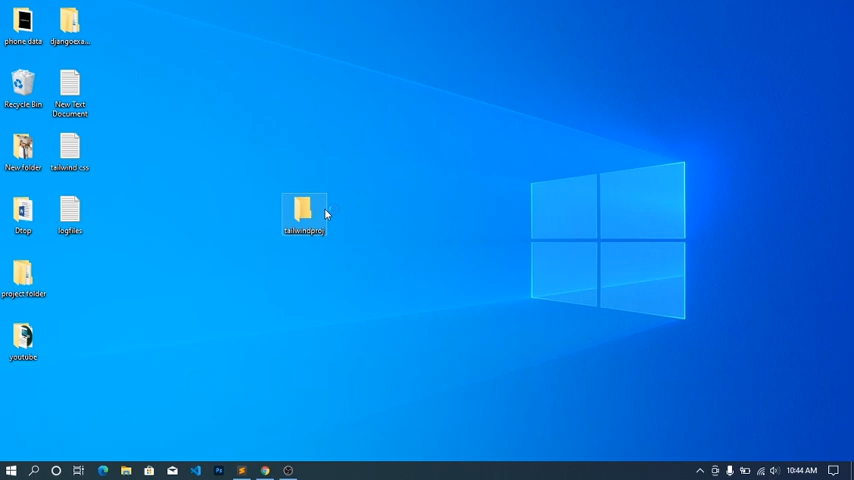 phone data
djangoexa...
Recycle Bin
New Text
Document
New folder
tailwind css
Dtop
logfiles
tailwindproj
project folder
youtube
Ps
10:44 AM